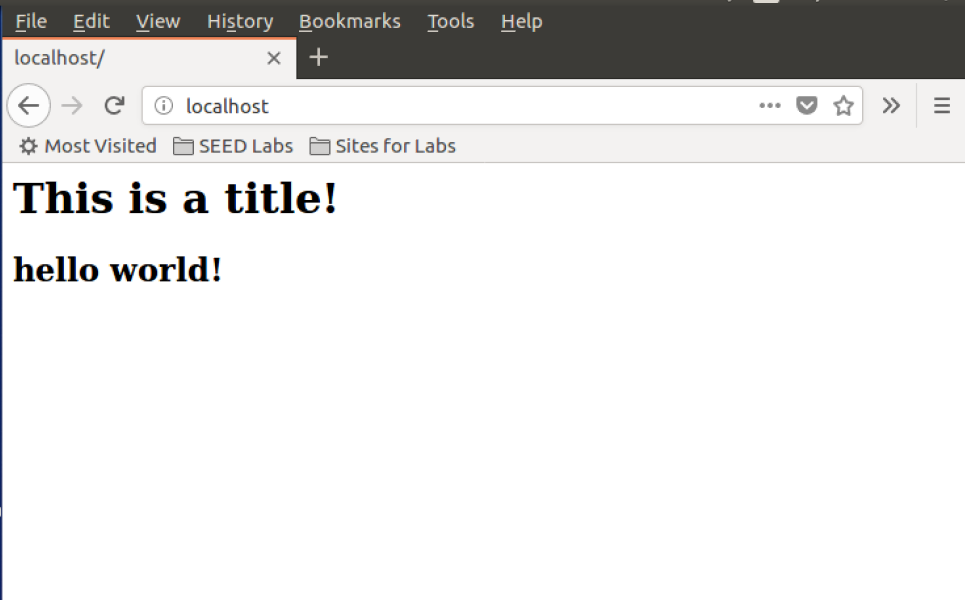 File Edit View History Bookmarks Tools Help
localhost/
localhost
Most Visited SEED Labs Sites for Labs
This is a title!
hello world!